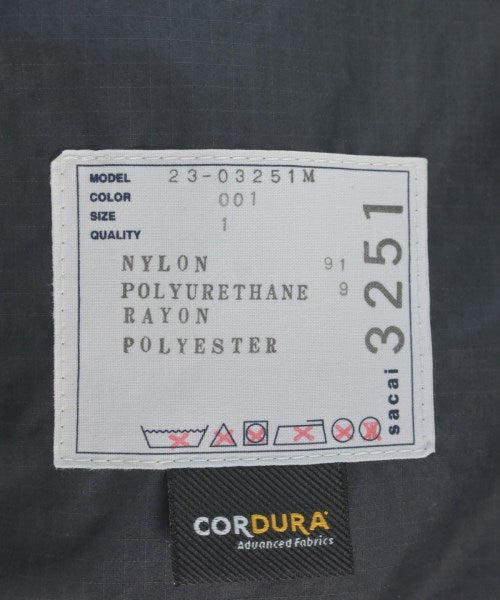 MODEL 23-03251M
COLOR 001
SIZE 1
QUALITY
NYLON 91
POLYURETHANE 9
RAYON
POLYESTER
sacai 3251
CORDURA®
Advanced Fabrics